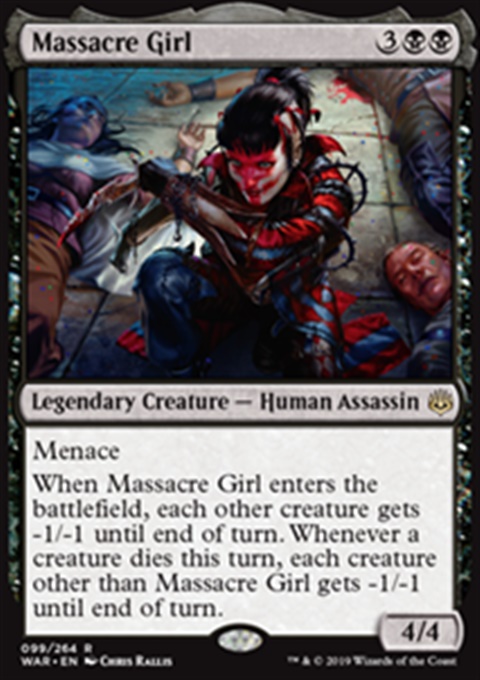 Massacre Girl 3
Legendary Creature — Human Assassin
Menace
When Massacre Girl enters the
battlefield, each other creature gets
-1/-1 until end of turn. Whenever a
creature dies this turn, each creature
other than Massacre Girl gets -1/-1
until end of turn.
4/4
099/264 R
WAR • EN Chris Rallis
™ & © 2019 Wizards of the Coast